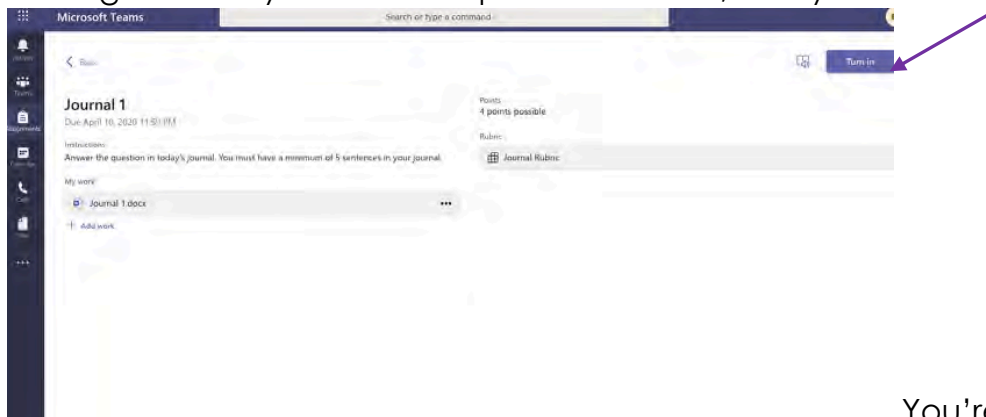 Microsoft Teams
Search or type a command
Back
Turn in
Journal 1
Due April 10, 2020 11:59 PM
Points
4 points possible
Instructions
Answer the question in today's journal. You must have a minimum of 5 sentences in your journal.
Rubric
Journal Rubric
My work
Journal 1.docx
Add work
You're